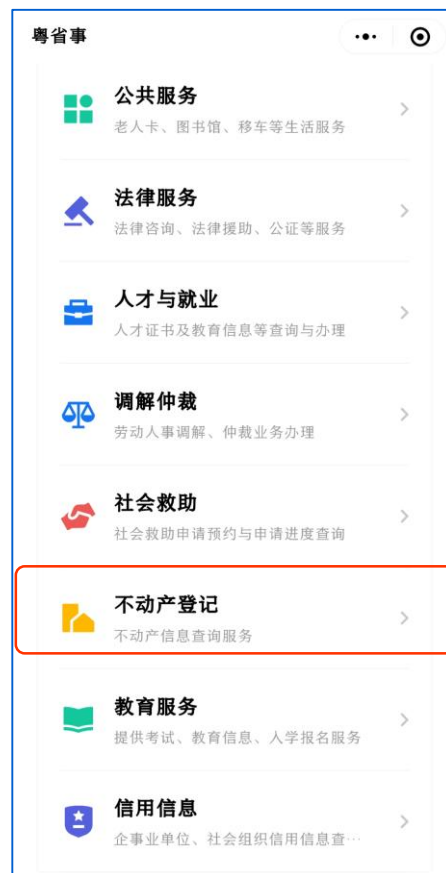 粤省事
公共服务
老人卡、图书馆、移车等生活服务
法律服务
法律咨询、法律援助、公证等服务
人才与就业
人才证书及教育信息等查询与办理
调解仲裁
劳动人事调解、仲裁业务办理
社会救助
社会救助申请预约与申请进度查询
不动产登记
不动产信息查询服务
教育服务
提供考试、教育信息、入学报名服务
信用信息
企事业单位、社会组织信用信息查…